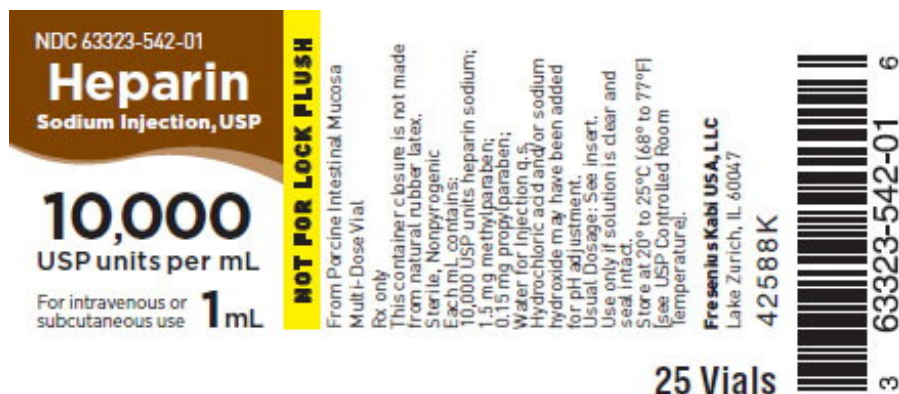 NDC 63323-542-01
Heparin
Sodium Injection, USP
10,000
USP units per mL
For intravenous or
subcutaneous use
1 mL
NOT FOR LOCK FLUSH
From Porcine Intestinal Mucosa
Multi-Dose Vial
Rx only
This container closure is not made
from natural rubber latex.
Sterile, Nonpyrogenic
Each mL contains:
10,000 USP units heparin sodium;
1.5 mg methylparaben;
0.15 mg propylparaben;
Water for Injection q.s.
Hydrochloric acid and/or sodium
hydroxide may have been added
for pH adjustment.
Usual Dosage: See insert.
Use only if solution is clear and
seal intact.
Store at 20° to 25°C (68° to 77°F)
[see USP Controlled Room
Temperature].
Fresenius Kabi USA, LLC
Lake Zurich, IL 60047
42588K
25 Vials
3 63323-542-01 6